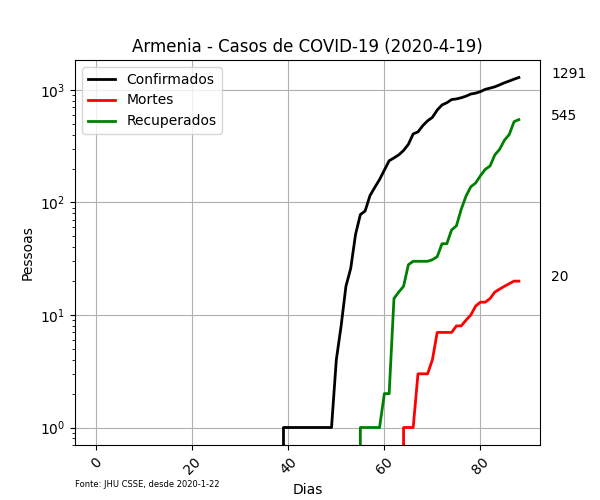 Armenia - Casos de COVID-19 (2020-4-19)
Confirmados
Mortes
Recuperados
1291
545
20
Pessoas
10³
10²
10¹
10⁰
0 20 40 60 80
Dias
Fonte: JHU CSSE, desde 2020-1-22